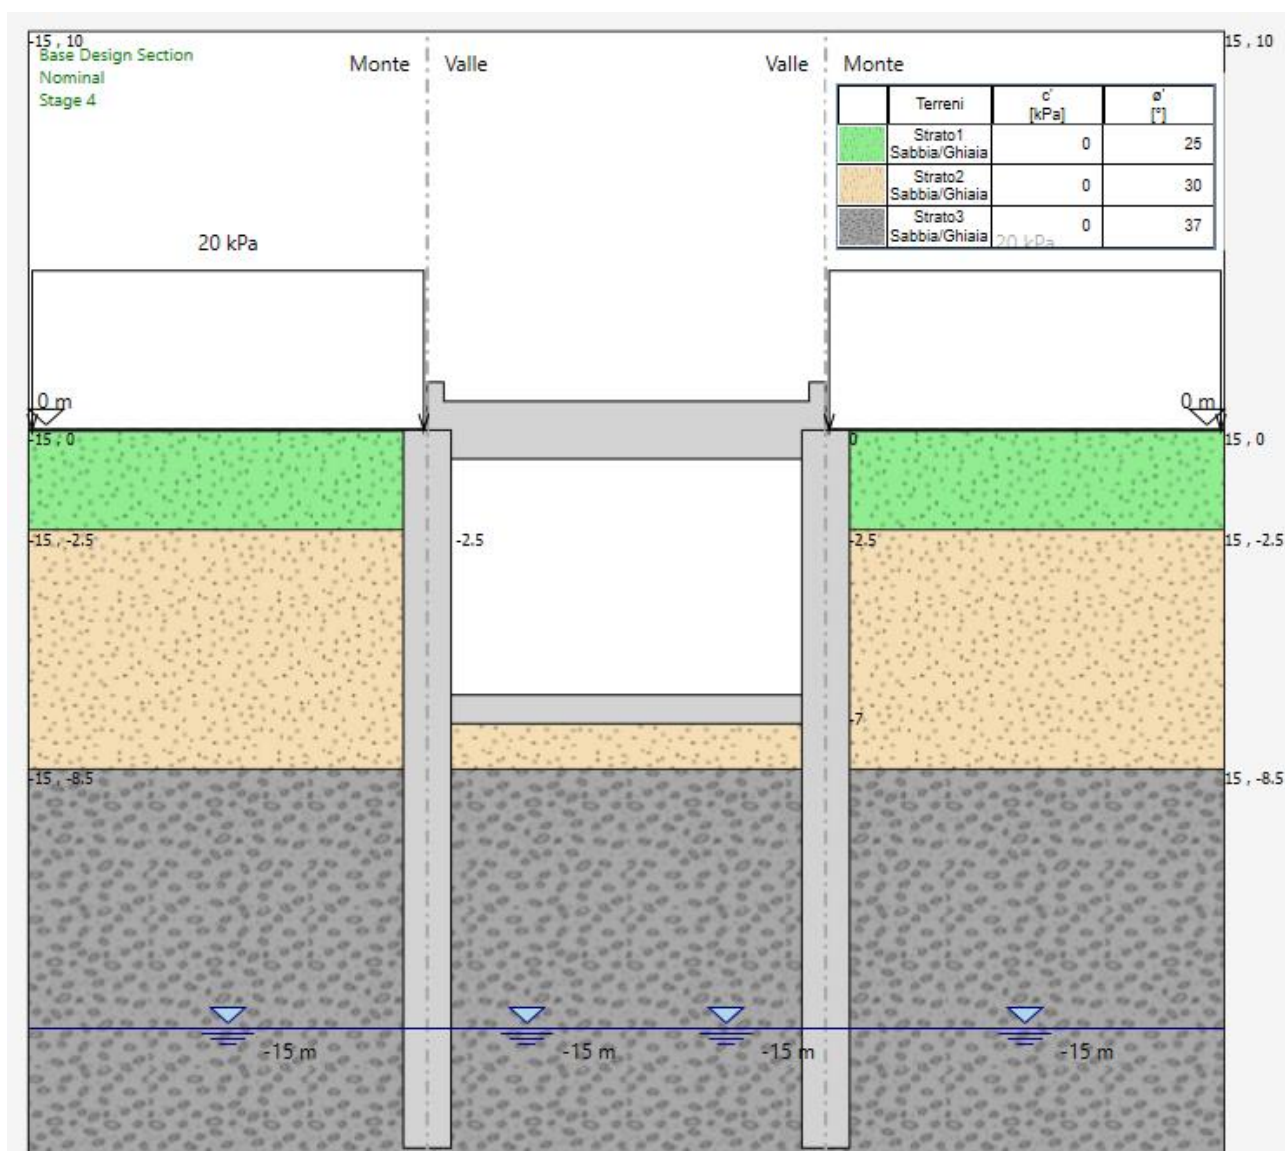 -15 , 10
15 , 10
Base Design Section
Nominal
Stage 4
Monte
Valle
Valle
Monte
Terreni
c'
[kPa]
ø'
[°]
Strato1
Sabbia/Ghiaia
0
25
Strato2
Sabbia/Ghiaia
0
30
Strato3
Sabbia/Ghiaia
0
37
20 kPa
20 kPa
0 m
0 m
-15 , 0
0
15 , 0
-15 , -2.5
-2.5
-2.5
15 , -2.5
-7
-15 , -8.5
15 , -8.5
-15 m
-15 m
-15 m
-15 m